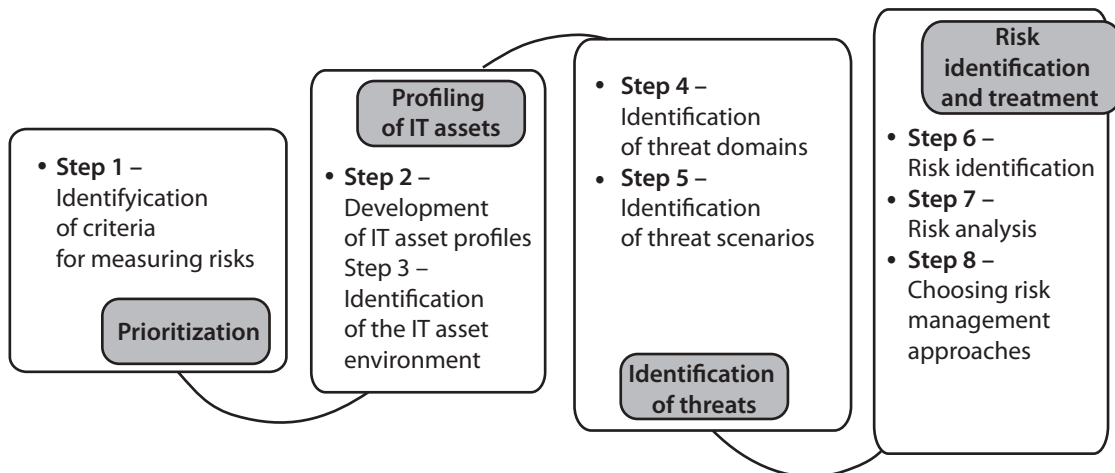 • Step 1 –
Identifyication
of criteria
for measuring risks
Prioritization
Profiling
of IT assets
• Step 2 –
Development
of IT asset profiles
Step 3 –
Identification
of the IT asset
environment
• Step 4 –
Identification
of threat domains
• Step 5 –
Identification
of threat scenarios
Identification
of threats
Risk
identification
and treatment
• Step 6 –
Risk identification
• Step 7 –
Risk analysis
• Step 8 –
Choosing risk
management
approaches